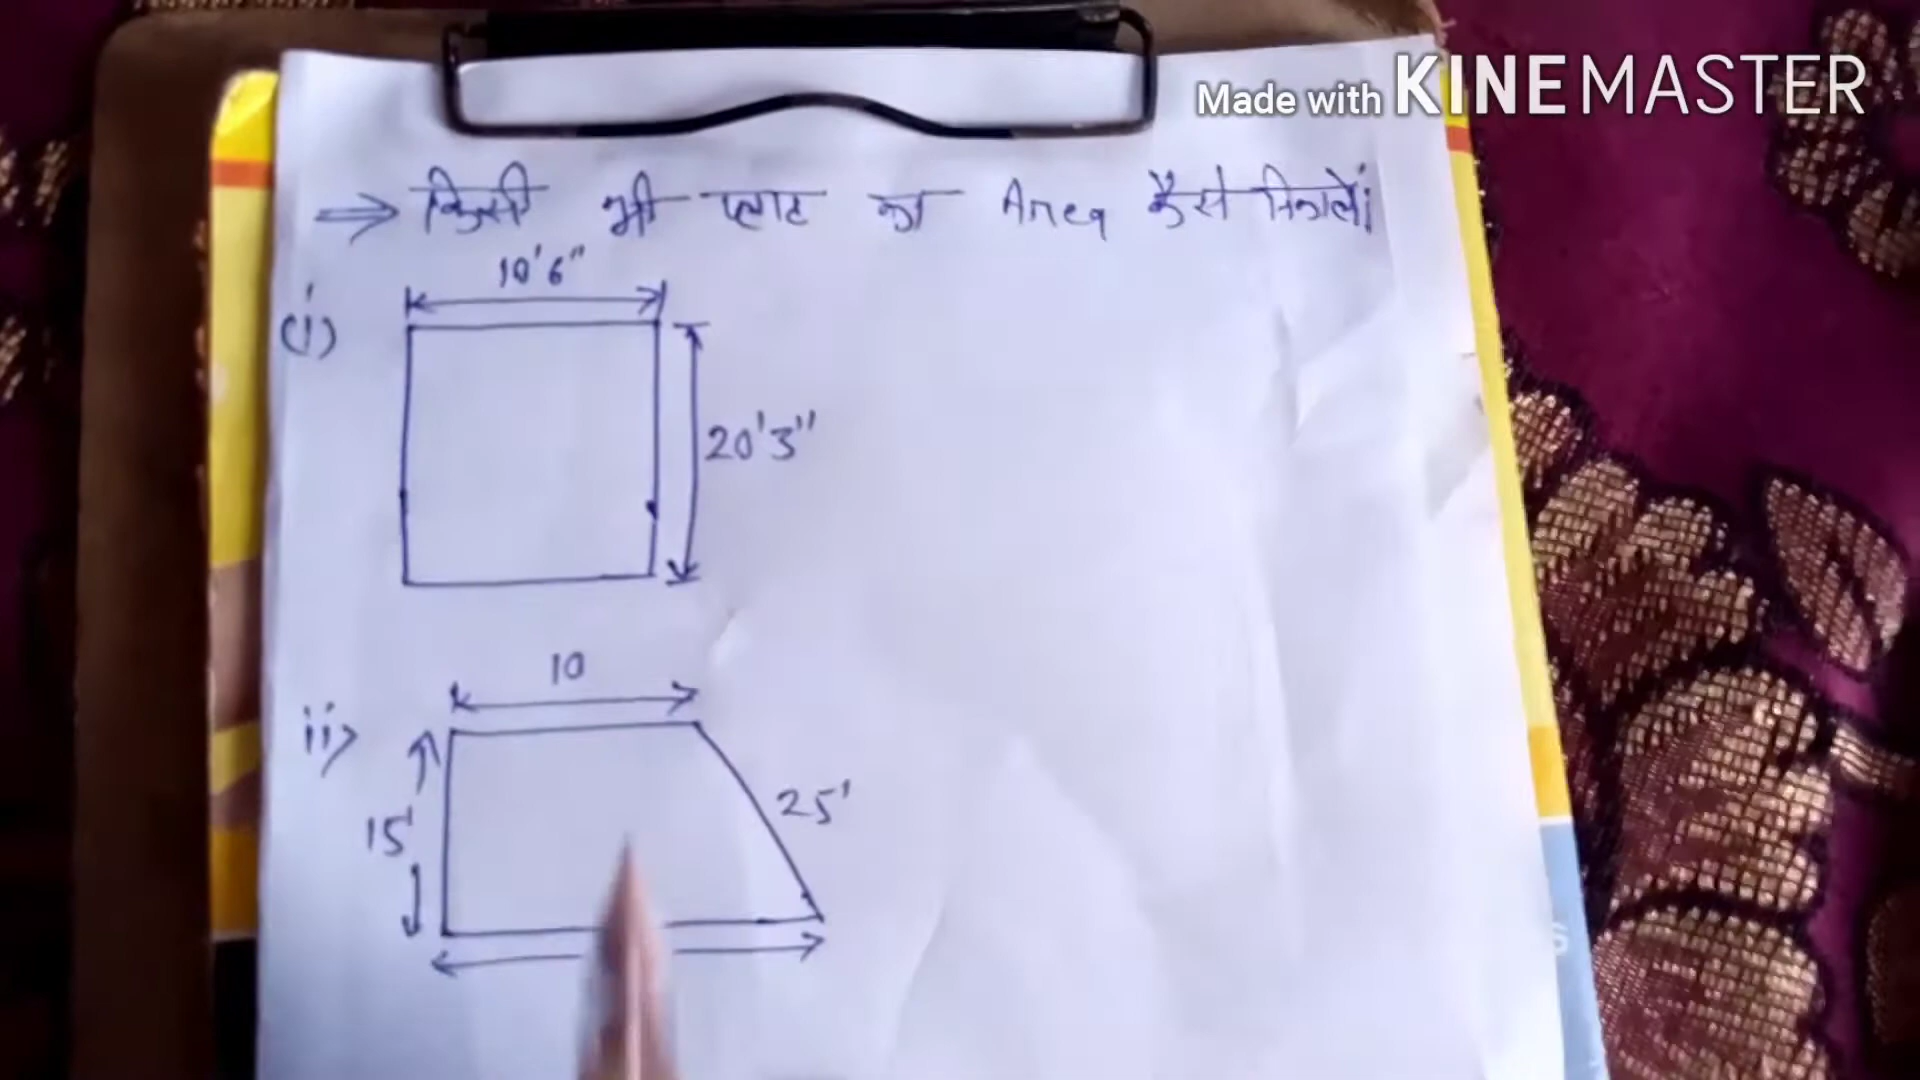 Made with KINEMASTER
⇒ किसी भी प्लाट का Area कैसे निकालें।
10'6"
(i)
20'3"
10
ii>
25'
15'
S